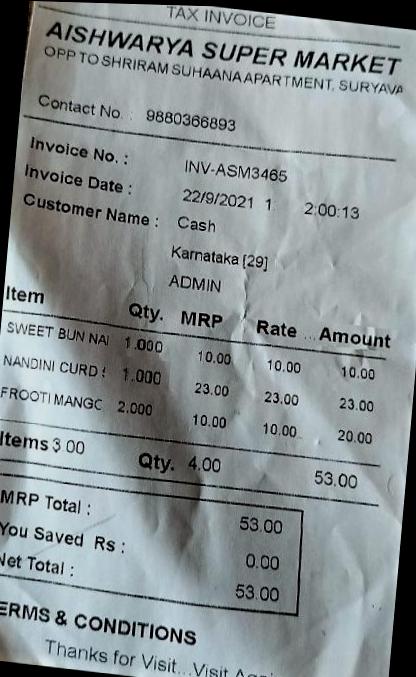 TAX INVOICE
AISHWARYA SUPER MARKET
OPP TO SHRIRAM SUHAANA APARTMENT, SURYAVA
Contact No. : 9880366893
Invoice No. : INV-ASM3465
Invoice Date : 22/9/2021 1 2:00:13
Customer Name : Cash
Karnataka [29]
ADMIN
Item Qty. MRP Rate Amount
SWEET BUN NAI 1.000 10.00 10.00 10.00
NANDINI CURD 1.000 23.00 23.00 23.00
FROOTI MANGC 2.000 10.00 10.00 20.00
Items 3.00 Qty. 4.00 53.00
MRP Total : 53.00
You Saved Rs : 0.00
Net Total : 53.00
ERMS & CONDITIONS
Thanks for Visit...Visit Agai